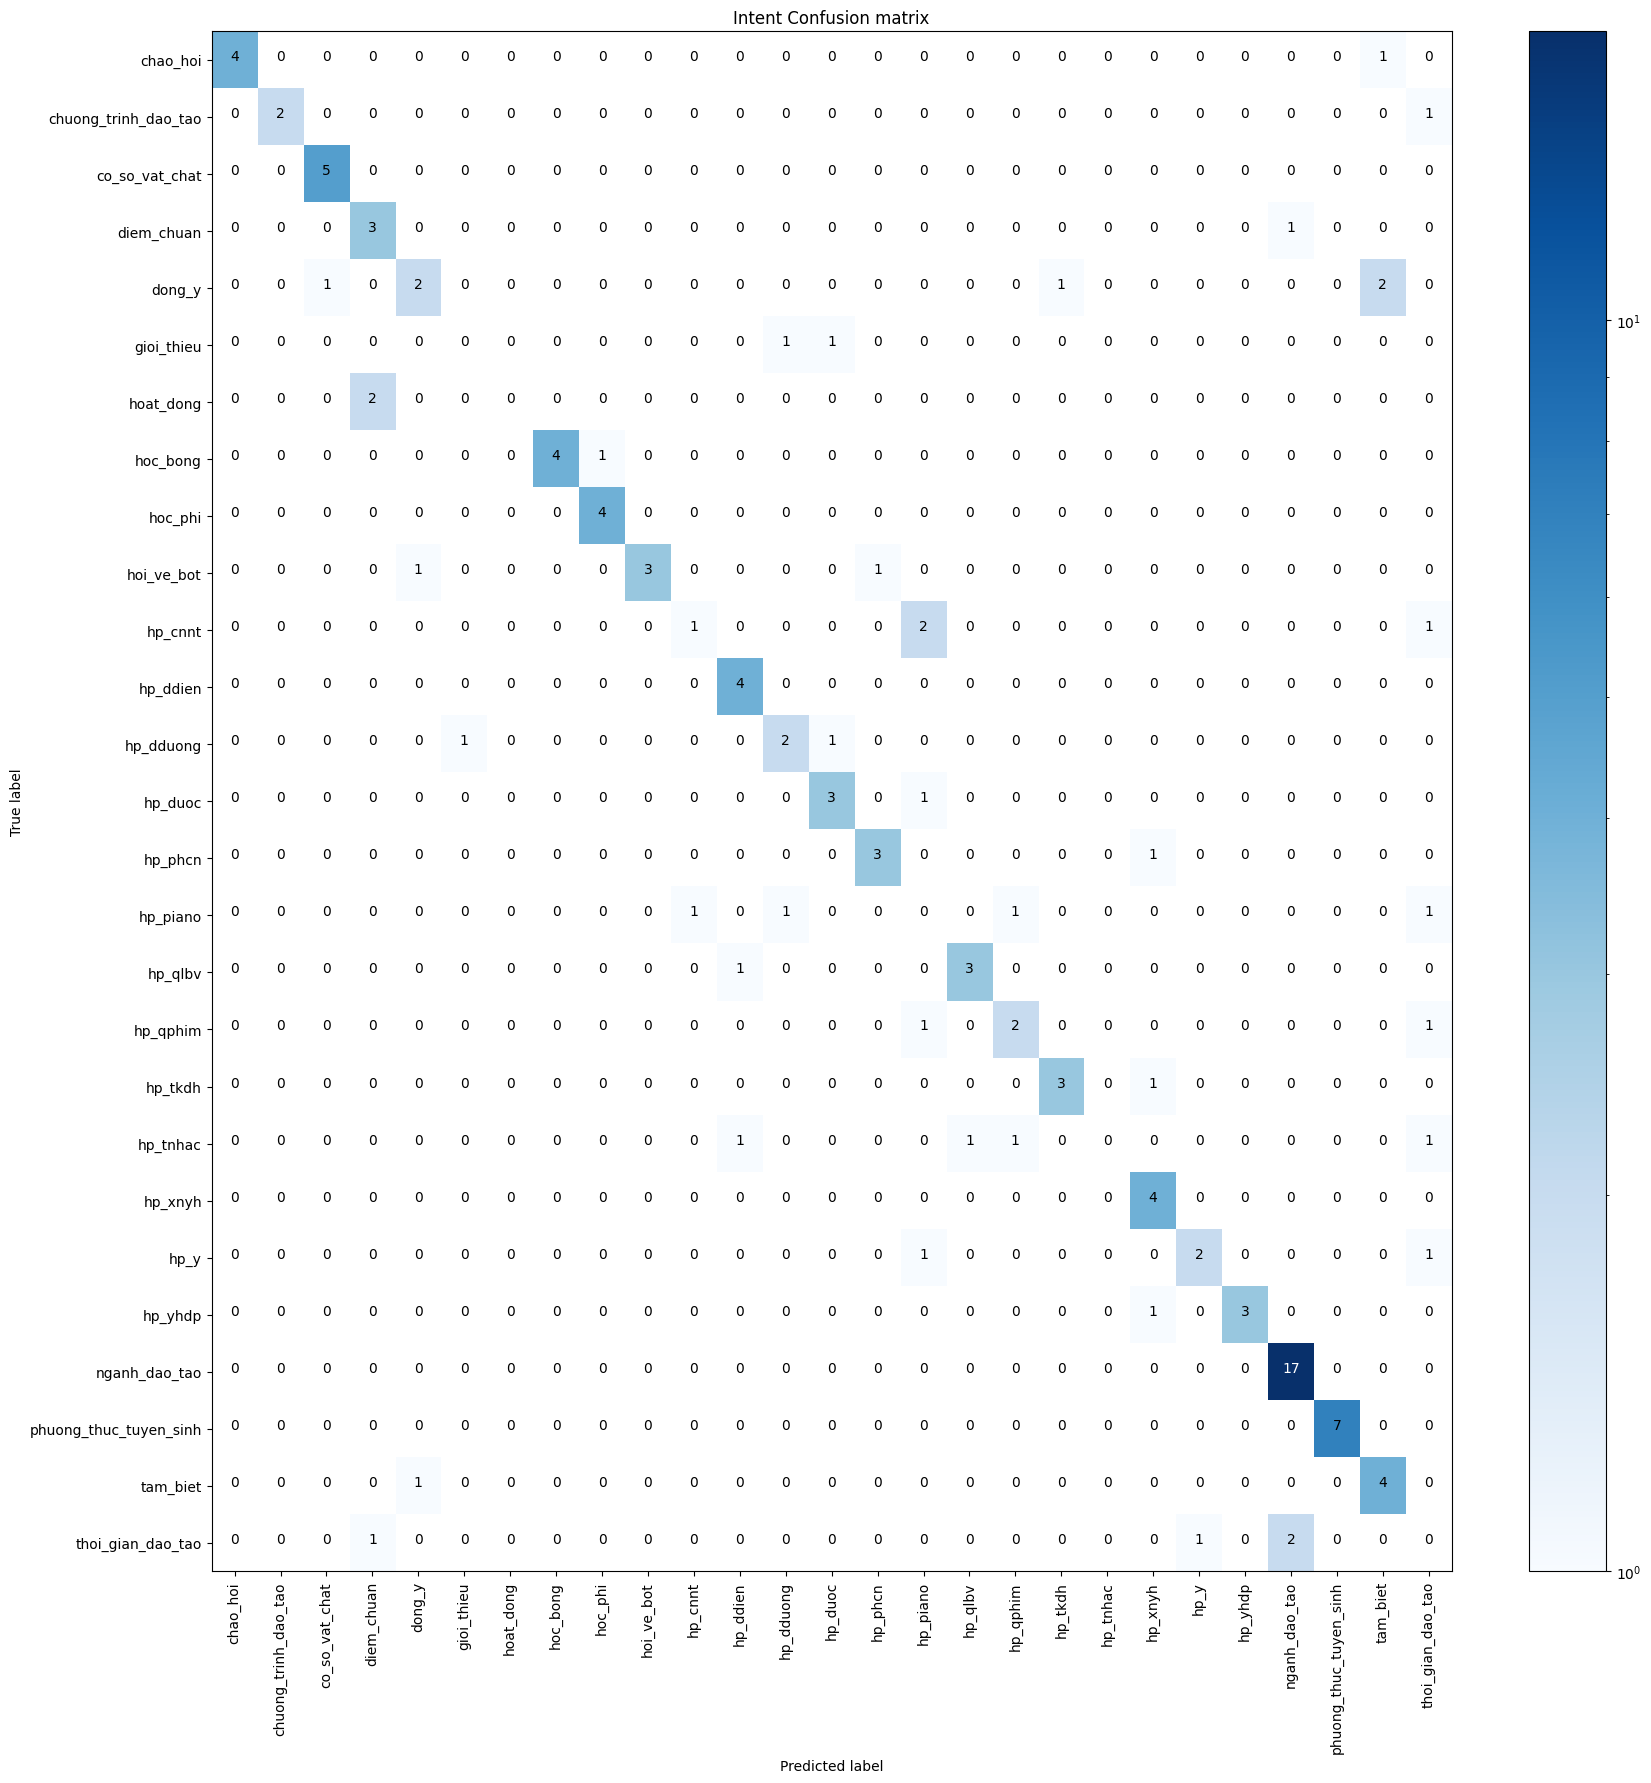 Intent Confusion matrix
chao_hoi 4 0 0 0 0 0 0 0 0 0 0 0 0 0 0 0 0 0 0 0 0 0 0 0 0 1 0
chuong_trinh_dao_tao 0 2 0 0 0 0 0 0 0 0 0 0 0 0 0 0 0 0 0 0 0 0 0 0 0 0 1
co_so_vat_chat 0 0 5 0 0 0 0 0 0 0 0 0 0 0 0 0 0 0 0 0 0 0 0 0 0 0 0
diem_chuan 0 0 0 3 0 0 0 0 0 0 0 0 0 0 0 0 0 0 0 0 0 0 0 1 0 0 0
dong_y 0 0 1 0 2 0 0 0 0 0 0 0 0 0 0 0 0 0 1 0 0 0 0 0 0 2 0
gioi_thieu 0 0 0 0 0 0 0 0 0 0 0 0 1 1 0 0 0 0 0 0 0 0 0 0 0 0 0
hoat_dong 0 0 0 2 0 0 0 0 0 0 0 0 0 0 0 0 0 0 0 0 0 0 0 0 0 0 0
hoc_bong 0 0 0 0 0 0 0 4 1 0 0 0 0 0 0 0 0 0 0 0 0 0 0 0 0 0 0
hoc_phi 0 0 0 0 0 0 0 0 4 0 0 0 0 0 0 0 0 0 0 0 0 0 0 0 0 0 0
hoi_ve_bot 0 0 0 0 1 0 0 0 0 3 0 0 0 0 1 0 0 0 0 0 0 0 0 0 0 0 0
hp_cnnt 0 0 0 0 0 0 0 0 0 0 1 0 0 0 0 2 0 0 0 0 0 0 0 0 0 0 1
hp_ddien 0 0 0 0 0 0 0 0 0 0 0 4 0 0 0 0 0 0 0 0 0 0 0 0 0 0 0
hp_dduong 0 0 0 0 0 1 0 0 0 0 0 0 2 1 0 0 0 0 0 0 0 0 0 0 0 0 0
hp_duoc 0 0 0 0 0 0 0 0 0 0 0 0 0 3 0 1 0 0 0 0 0 0 0 0 0 0 0
hp_phcn 0 0 0 0 0 0 0 0 0 0 0 0 0 0 3 0 0 0 0 0 1 0 0 0 0 0 0
hp_piano 0 0 0 0 0 0 0 0 0 0 1 0 1 0 0 0 0 1 0 0 0 0 0 0 0 0 1
hp_qlbv 0 0 0 0 0 0 0 0 0 0 0 1 0 0 0 0 3 0 0 0 0 0 0 0 0 0 0
hp_qphim 0 0 0 0 0 0 0 0 0 0 0 0 0 0 0 1 0 2 0 0 0 0 0 0 0 0 1
hp_tkdh 0 0 0 0 0 0 0 0 0 0 0 0 0 0 0 0 0 0 3 0 1 0 0 0 0 0 0
hp_tnhac 0 0 0 0 0 0 0 0 0 0 0 1 0 0 0 0 1 1 0 0 0 0 0 0 0 0 1
hp_xnyh 0 0 0 0 0 0 0 0 0 0 0 0 0 0 0 0 0 0 0 0 4 0 0 0 0 0 0
hp_y 0 0 0 0 0 0 0 0 0 0 0 0 0 0 0 1 0 0 0 0 0 2 0 0 0 0 1
hp_yhdp 0 0 0 0 0 0 0 0 0 0 0 0 0 0 0 0 0 0 0 0 1 0 3 0 0 0 0
nganh_dao_tao 0 0 0 0 0 0 0 0 0 0 0 0 0 0 0 0 0 0 0 0 0 0 0 17 0 0 0
phuong_thuc_tuyen_sinh 0 0 0 0 0 0 0 0 0 0 0 0 0 0 0 0 0 0 0 0 0 0 0 0 7 0 0
tam_biet 0 0 0 0 1 0 0 0 0 0 0 0 0 0 0 0 0 0 0 0 0 0 0 0 0 4 0
thoi_gian_dao_tao 0 0 0 1 0 0 0 0 0 0 0 0 0 0 0 0 0 0 0 0 0 1 0 2 0 0 0
True label
chao_hoi
chuong_trinh_dao_tao
co_so_vat_chat
diem_chuan
dong_y
gioi_thieu
hoat_dong
hoc_bong
hoc_phi
hoi_ve_bot
hp_cnnt
hp_ddien
hp_dduong
hp_duoc
hp_phcn
hp_piano
hp_qlbv
hp_qphim
hp_tkdh
hp_tnhac
hp_xnyh
hp_y
hp_yhdp
nganh_dao_tao
phuong_thuc_tuyen_sinh
tam_biet
thoi_gian_dao_tao
Predicted label
10¹
10⁰